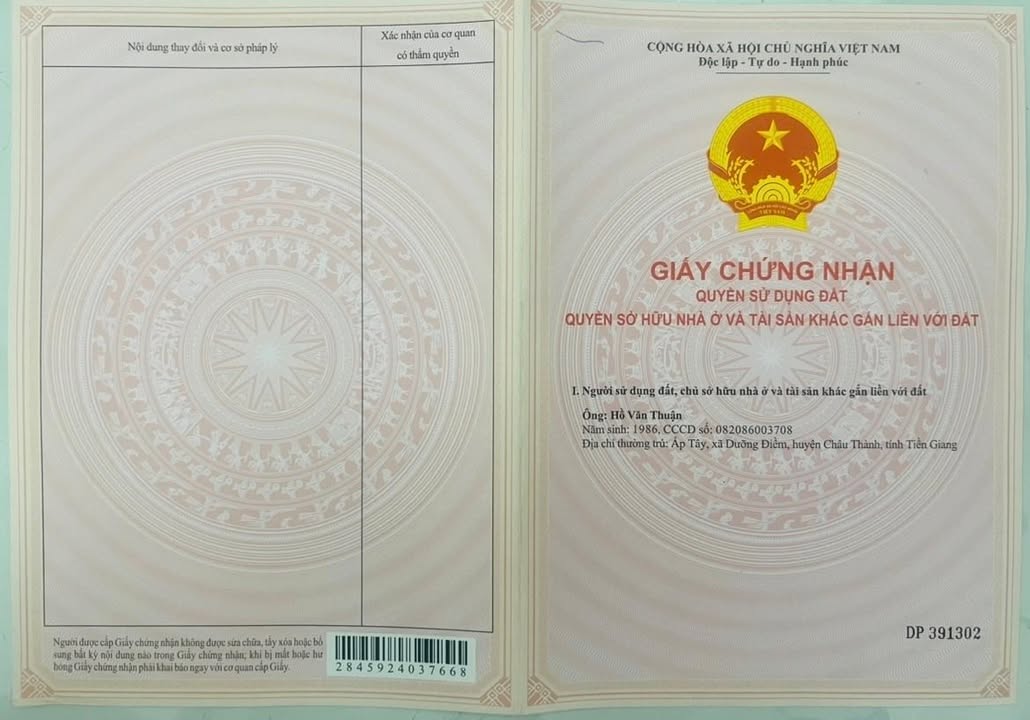 Nội dung thay đổi và cơ sở pháp lý
Xác nhận của cơ quan
có thẩm quyền
Người được cấp Giấy chứng nhận không được sửa chữa, tẩy xóa hoặc bổ
sung bất kỳ nội dung nào trong Giấy chứng nhận; khi bị mất hoặc hư
hỏng Giấy chứng nhận phải khai báo ngay với cơ quan cấp Giấy.
2845924037668
CỘNG HÒA XÃ HỘI CHỦ NGHĨA VIỆT NAM
Độc lập - Tự do - Hạnh phúc
VIỆT NAM
GIẤY CHỨNG NHẬN
QUYỀN SỬ DỤNG ĐẤT
QUYỀN SỞ HỮU NHÀ Ở VÀ TÀI SẢN KHÁC GẮN LIỀN VỚI ĐẤT
I. Người sử dụng đất, chủ sở hữu nhà ở và tài sản khác gắn liền với đất
Ông: Hồ Văn Thuận
Năm sinh: 1986, CCCD số: 082086003708
Địa chỉ thường trú: Ấp Tây, xã Dưỡng Điềm, huyện Châu Thành, tỉnh Tiền Giang
DP 391302